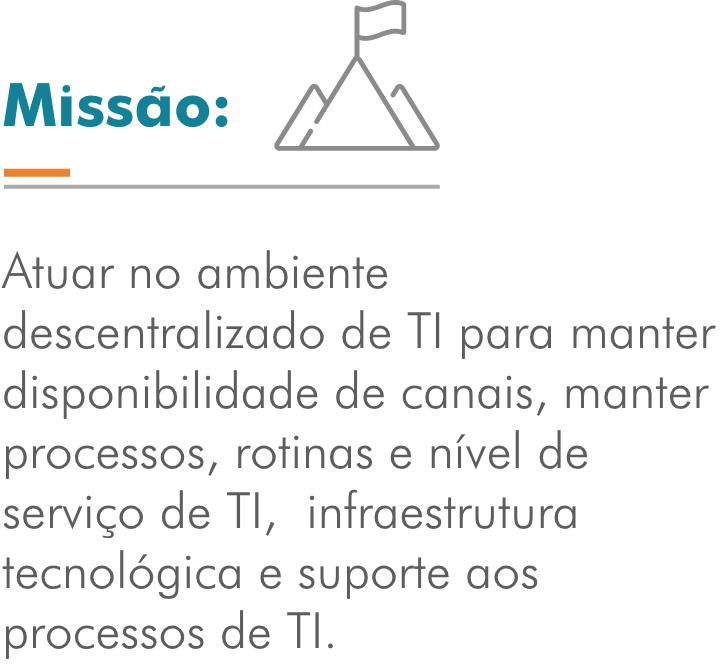 Missão:
Atuar no ambiente
descentralizado de TI para manter
disponibilidade de canais, manter
processos, rotinas e nível de
serviço de TI,  infraestrutura
tecnológica e suporte aos
processos de TI.